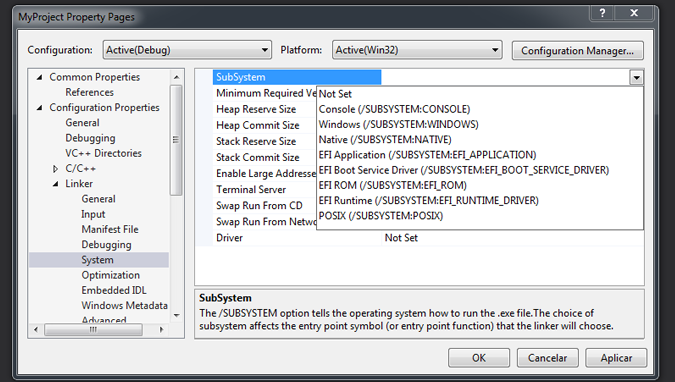 MyProject Property Pages
Configuration: Active(Debug) Platform: Active(Win32) Configuration Manager...
Common Properties
References
Configuration Properties
General
Debugging
VC++ Directories
C/C++
Linker
General
Input
Manifest File
Debugging
System
Optimization
Embedded IDL
Windows Metadata
Advanced
SubSystem
Minimum Required Ve
Heap Reserve Size
Heap Commit Size
Stack Reserve Size
Stack Commit Size
Enable Large Addresse
Terminal Server
Swap Run From CD
Swap Run From Netwo
Driver Not Set
Not Set
Console (/SUBSYSTEM:CONSOLE)
Windows (/SUBSYSTEM:WINDOWS)
Native (/SUBSYSTEM:NATIVE)
EFI Application (/SUBSYSTEM:EFI_APPLICATION)
EFI Boot Service Driver (/SUBSYSTEM:EFI_BOOT_SERVICE_DRIVER)
EFI ROM (/SUBSYSTEM:EFI_ROM)
EFI Runtime (/SUBSYSTEM:EFI_RUNTIME_DRIVER)
POSIX (/SUBSYSTEM:POSIX)
SubSystem
The /SUBSYSTEM option tells the operating system how to run the .exe file.The choice of
subsystem affects the entry point symbol (or entry point function) that the linker will choose.
OK Cancelar Aplicar